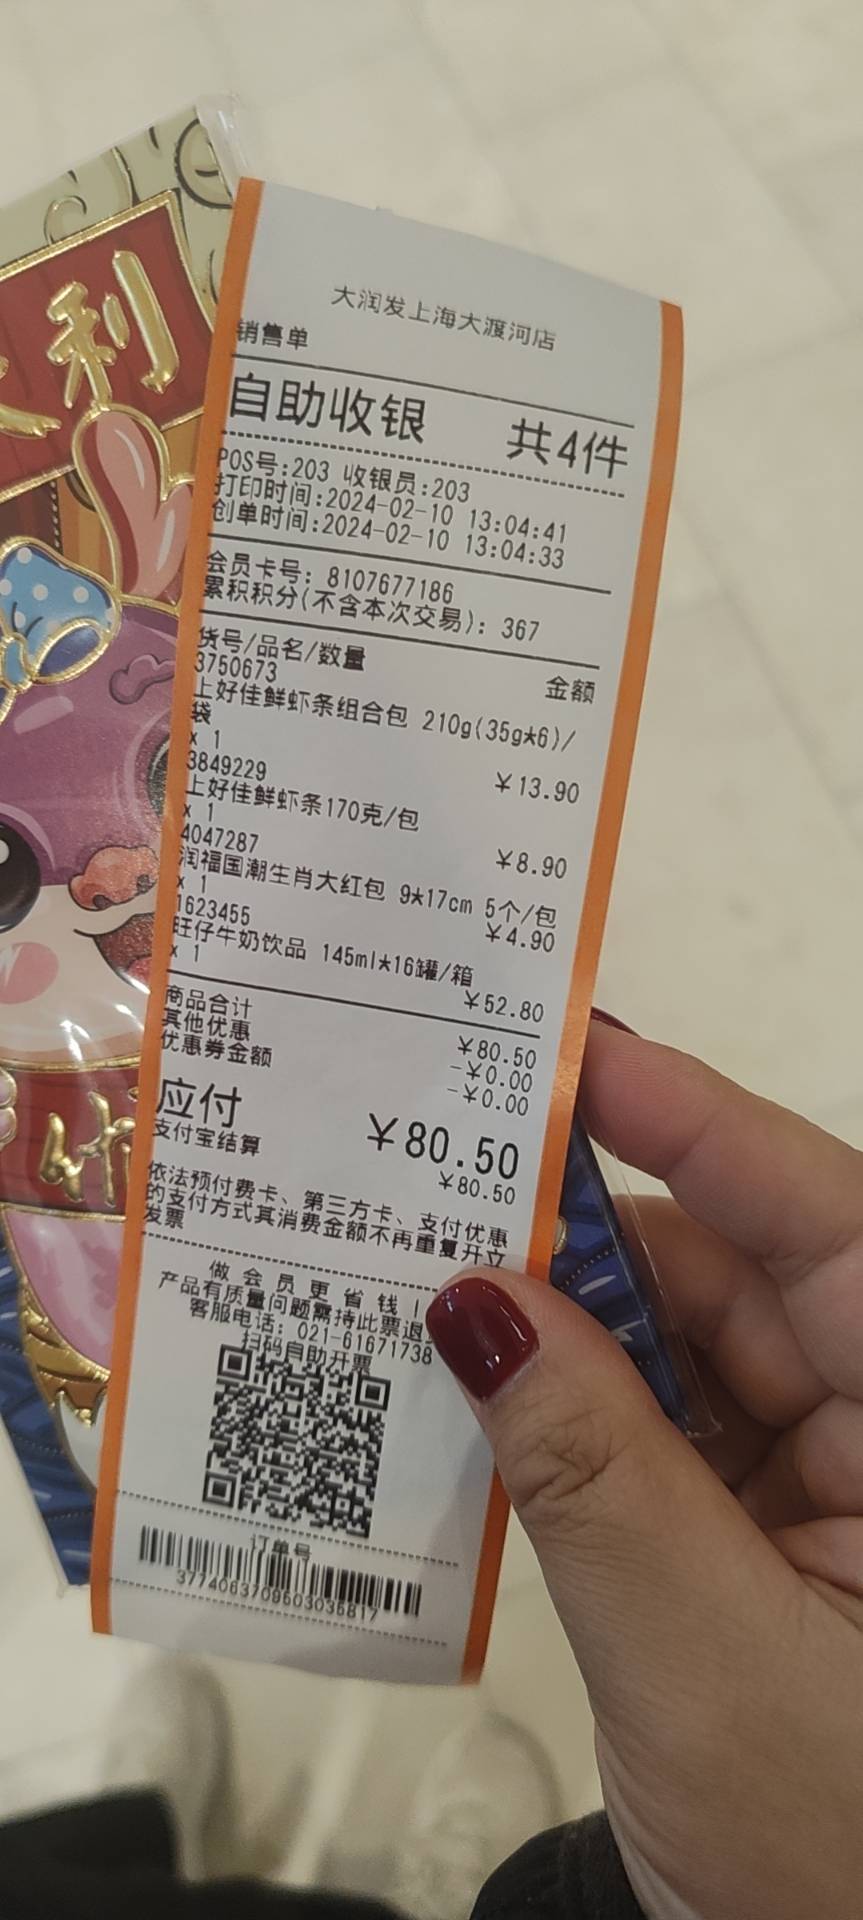 利
大润发上海大渡河店
销售单
自助收银 共4件
POS号:203 收银员:203
打印时间:2024-02-10 13:04:41
创单时间:2024-02-10 13:04:33
会员卡号: 8107677186
累积积分(不含本次交易): 367
货号/品名/数量 金额
3750673
上好佳鲜虾条组合包 210g(35g*6)/
袋
x 1 ￥13.90
3849229
上好佳鲜虾条170克/包
x 1 ￥8.90
4047287
润福国潮生肖大红包 9*17cm 5个/包
x 1 ￥4.90
1623455
旺仔牛奶饮品 145ml*16罐/箱
x 1 ￥52.80
商品合计 ￥80.50
其他优惠 -￥0.00
优惠券金额 -￥0.00
应付 ￥80.50
支付宝结算 ￥80.50
依法预付费卡、第三方卡、支付优惠
的支付方式其消费金额不再重复开立
发票
做会员更省钱
产品有质量问题需持此票退
客服电话: 021-61671738
扫码自助开票
订单号
3774063709503035817